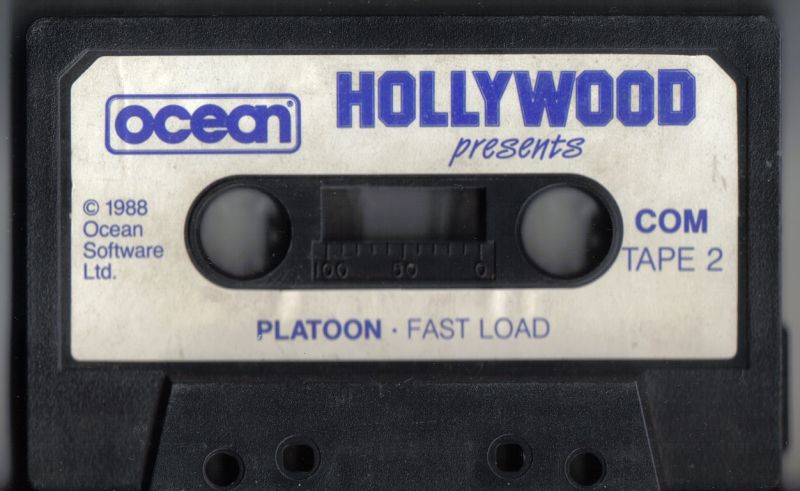 ocean
HOLLYWOOD
presents
© 1988
Ocean
Software
Ltd.
COM
TAPE 2
100 50 0
PLATOON · FAST LOAD